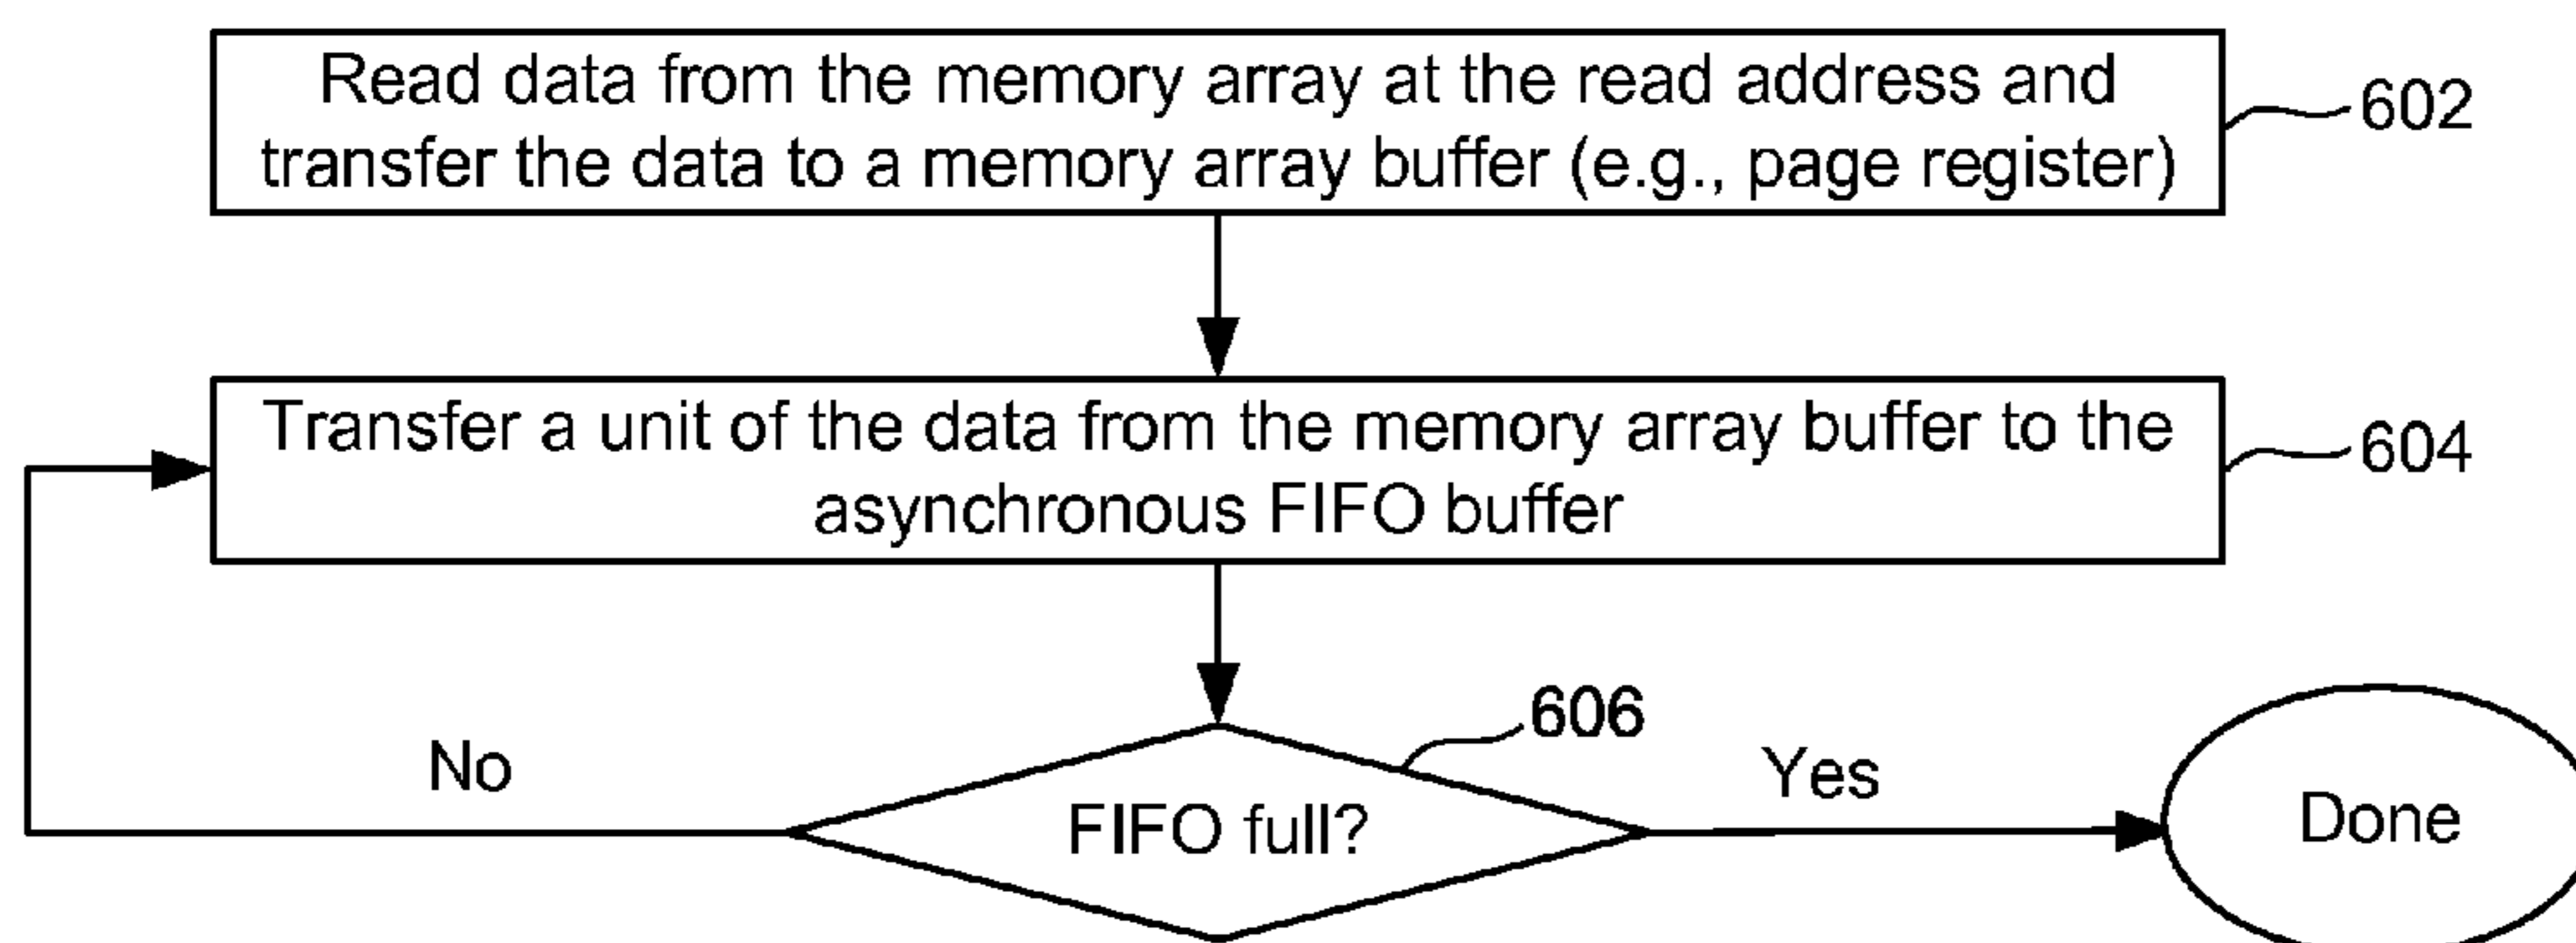 Read data from the memory array at the read address and
transfer the data to a memory array buffer (e.g., page register)
602
Transfer a unit of the data from the memory array buffer to the
asynchronous FIFO buffer
604
606
No
Yes
FIFO full?
Done